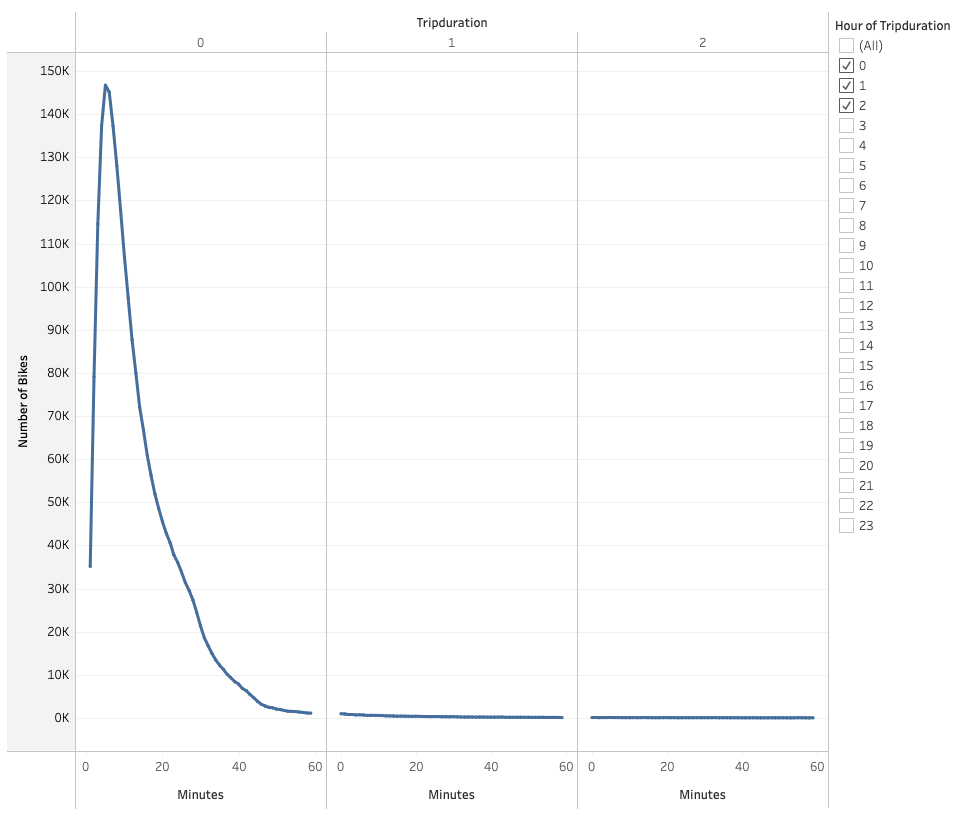 Tripduration
0 1 2
150K
140K
130K
120K
110K
100K
90K
80K
70K
60K
50K
40K
30K
20K
10K
0K
Number of Bikes
0 20 40 60 0 20 40 60 0 20 40 60
Minutes Minutes Minutes
Hour of Tripduration
(All)
0
1
2
3
4
5
6
7
8
9
10
11
12
13
14
15
16
17
18
19
20
21
22
23